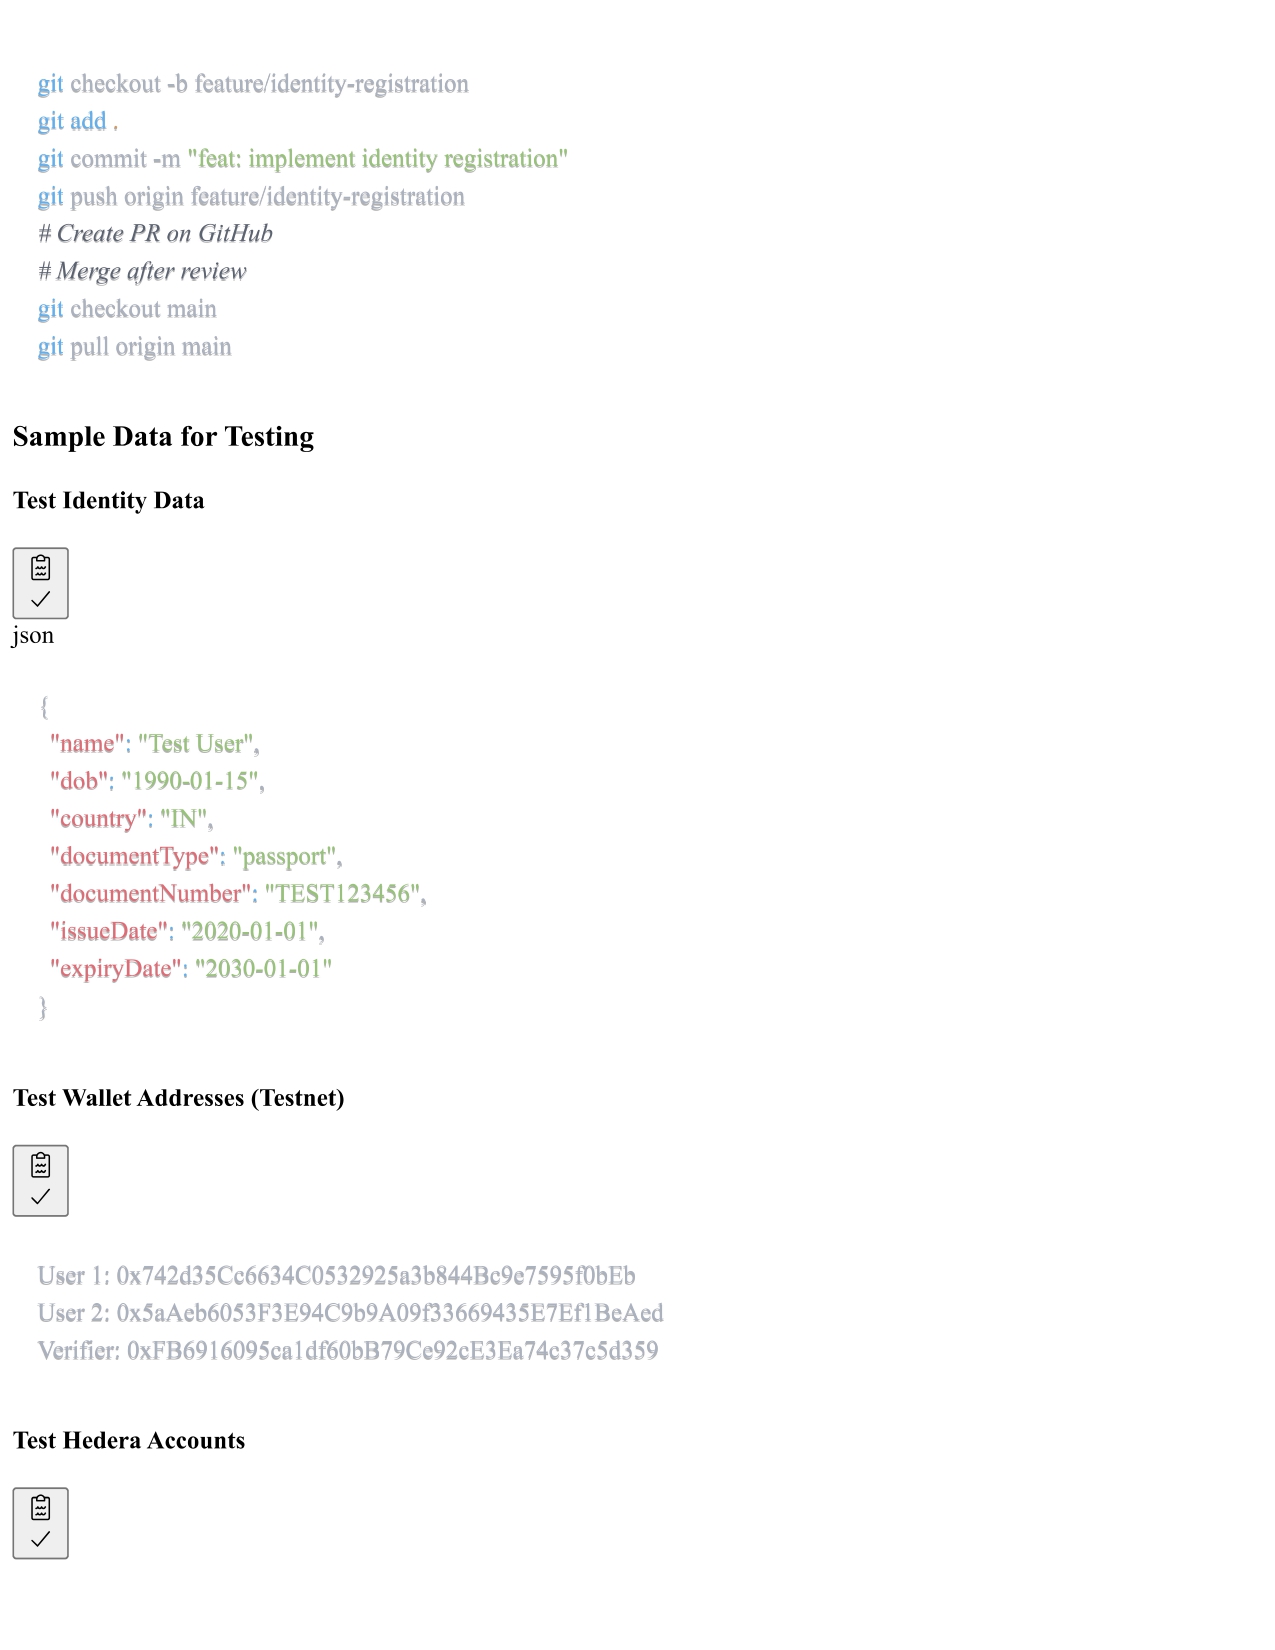 git checkout -b feature/identity-registration
git add .
git commit -m "feat: implement identity registration"
git push origin feature/identity-registration
# Create PR on GitHub
# Merge after review
git checkout main
git pull origin main
Sample Data for Testing
Test Identity Data
json
{
"name": "Test User",
"dob": "1990-01-15",
"country": "IN",
"documentType": "passport",
"documentNumber": "TEST123456",
"issueDate": "2020-01-01",
"expiryDate": "2030-01-01"
}
Test Wallet Addresses (Testnet)
User 1: 0x742d35Cc6634C0532925a3b844Bc9e7595f0bEb
User 2: 0x5aAeb6053F3E94C9b9A09f33669435E7Ef1BeAed
Verifier: 0xFB6916095ca1df60bB79Ce92cE3Ea74c37c5d359
Test Hedera Accounts